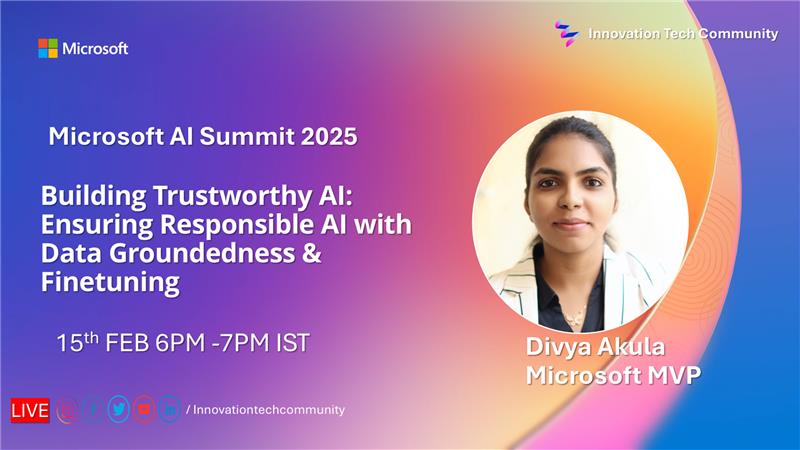 Microsoft
Innovation Tech Community
Microsoft AI Summit 2025
Building Trustworthy AI:
Ensuring Responsible AI with
Data Groundedness &
Finetuning
15th FEB 6PM -7PM IST
Divya Akula
Microsoft MVP
LIVE
/ Innovationtechcommunity